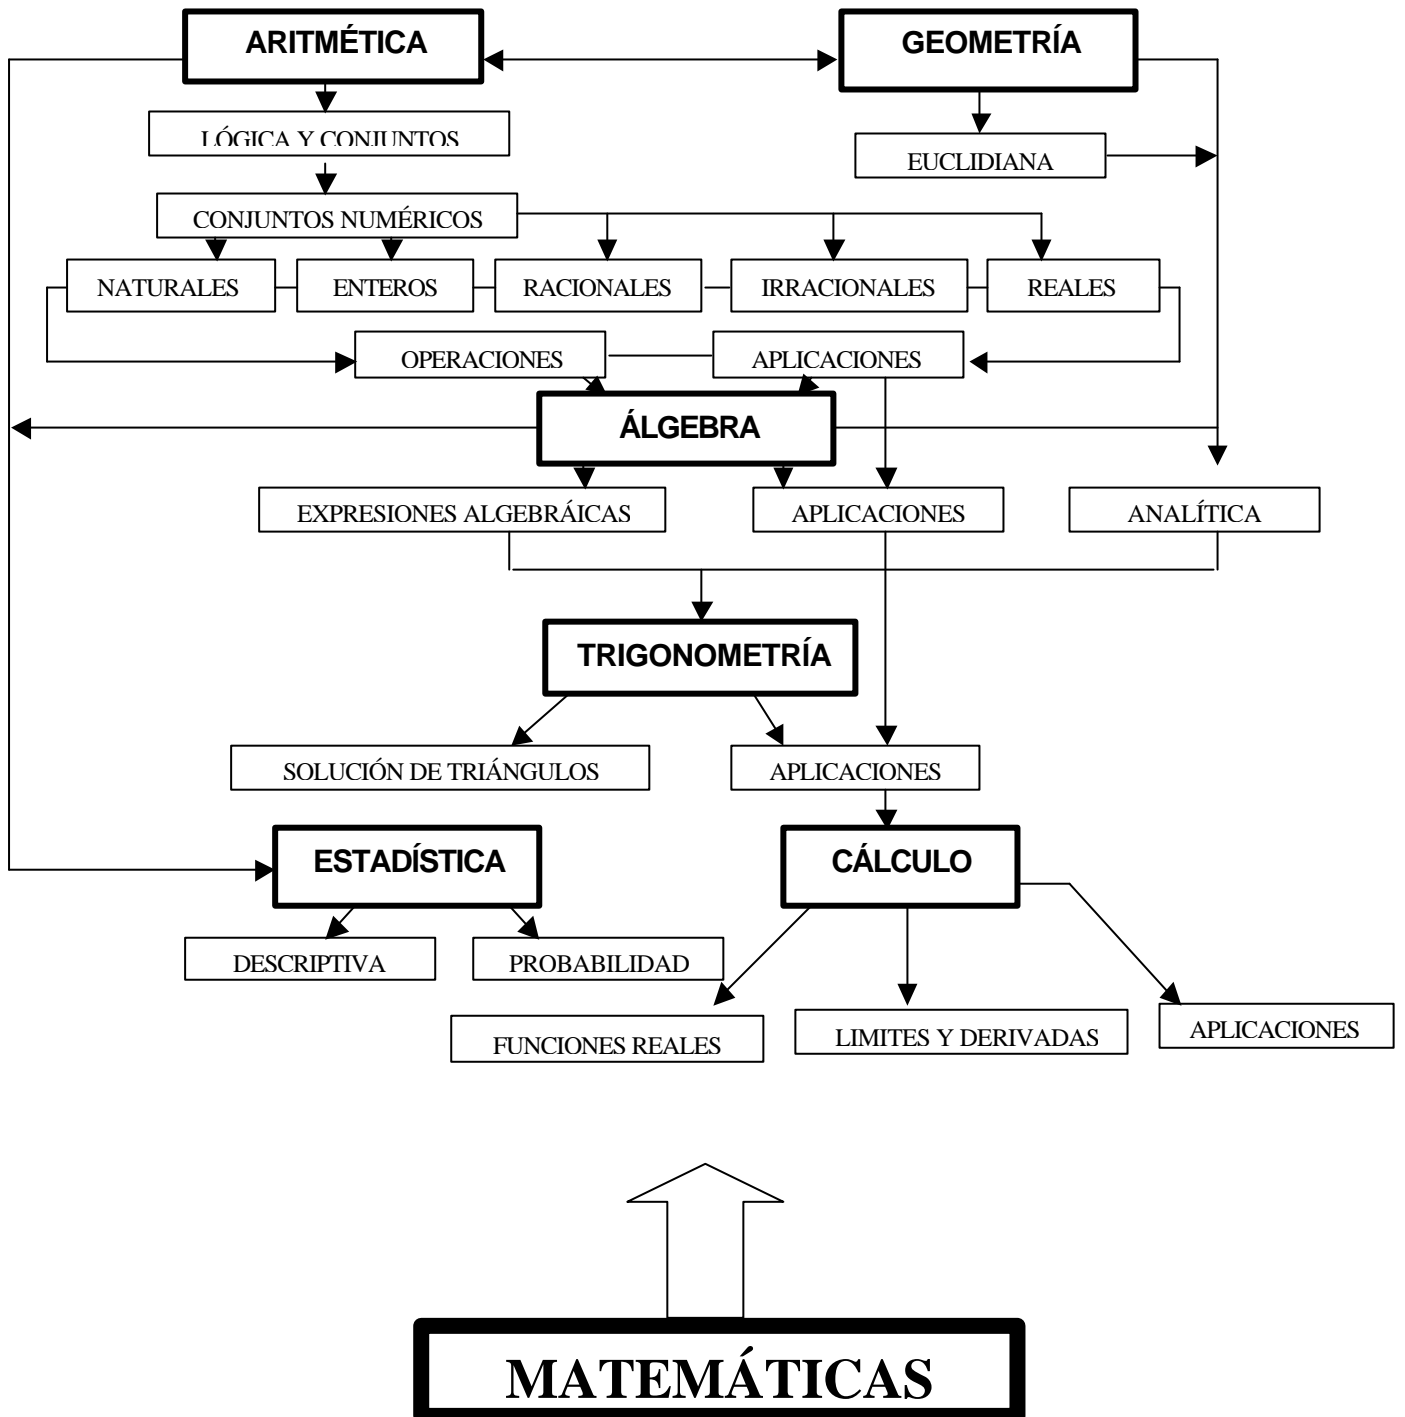 ARITMÉTICA
GEOMETRÍA
LÓGICA Y CONJUNTOS
EUCLIDIANA
CONJUNTOS NUMÉRICOS
NATURALES
ENTEROS
RACIONALES
IRRACIONALES
REALES
OPERACIONES
APLICACIONES
ÁLGEBRA
EXPRESIONES ALGEBRÁICAS
APLICACIONES
ANALÍTICA
TRIGONOMETRÍA
SOLUCIÓN DE TRIÁNGULOS
APLICACIONES
ESTADÍSTICA
CÁLCULO
DESCRIPTIVA
PROBABILIDAD
FUNCIONES REALES
LIMITES Y DERIVADAS
APLICACIONES
MATEMÁTICAS